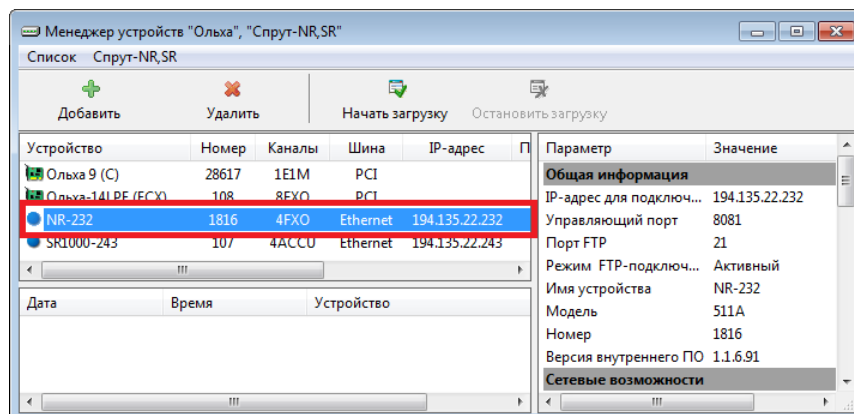 Менеджер устройств "Ольха", "Спрут-NR,SR"
Список Спрут-NR,SR
Добавить Удалить Начать загрузку Остановить загрузку
Устройство Номер Каналы Шина IP-адрес П
Ольха 9 (C) 28617 1E1M PCI
Ольха-14LPE (ECX) 108 8FXO PCI
NR-232 1816 4FXO Ethernet 194.135.22.232
SR1000-243 107 4ACCU Ethernet 194.135.22.243
Дата Время Устройство
Параметр Значение
Общая информация
IP-адрес для подключ... 194.135.22.232
Управляющий порт 8081
Порт FTP 21
Режим FTP-подключ... Активный
Имя устройства NR-232
Модель 511A
Номер 1816
Версия внутреннего ПО 1.1.6.91
Сетевые возможности